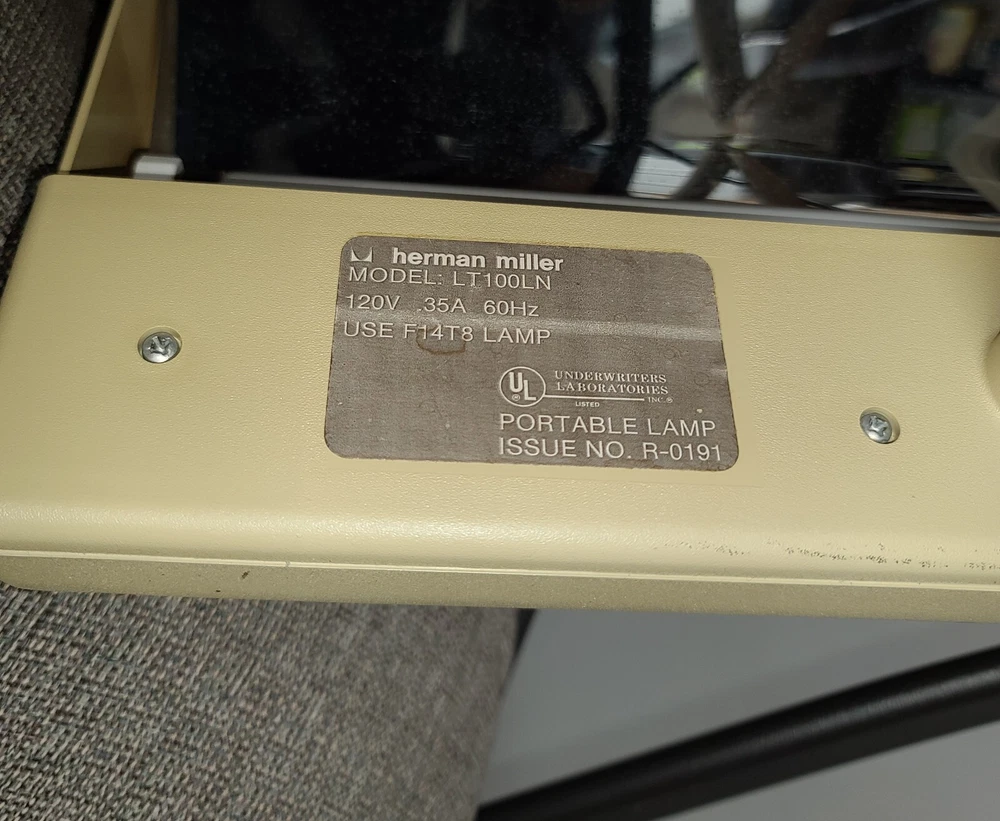 herman miller
MODEL: LT100LN
120V .35A 60Hz
USE F14T8 LAMP
UL
UNDERWRITERS
LABORATORIES
INC.®
LISTED
PORTABLE LAMP
ISSUE NO. R-0191